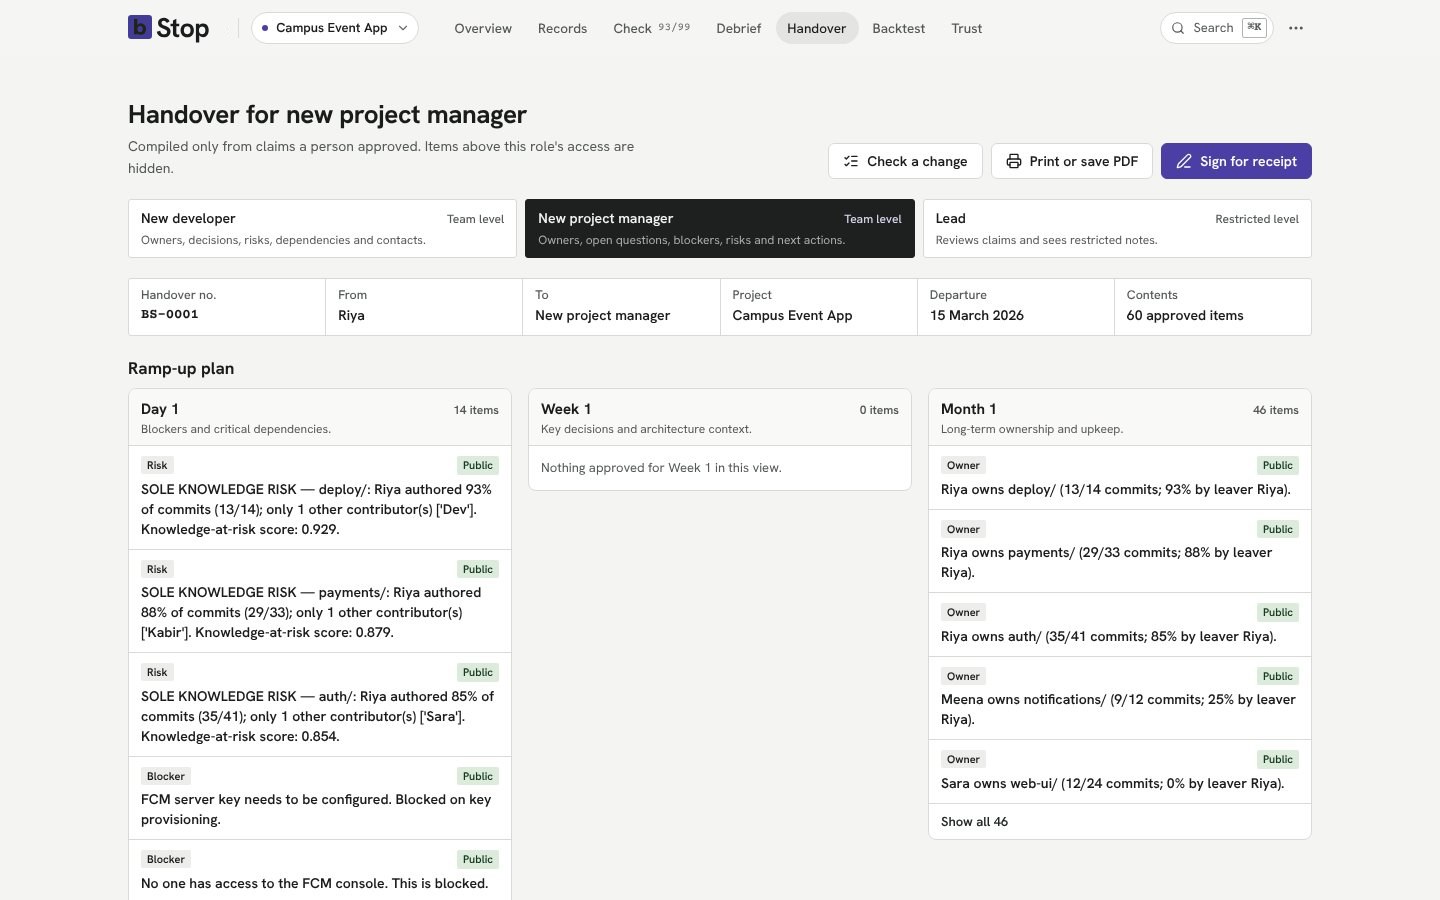 b Stop
Campus Event App
Overview
Records
Check 93/99
Debrief
Handover
Backtest
Trust
Search ⌘K
Handover for new project manager
Compiled only from claims a person approved. Items above this role's access are
hidden.
Check a change
Print or save PDF
Sign for receipt
New developer
Team level
Owners, decisions, risks, dependencies and contacts.
New project manager
Team level
Owners, open questions, blockers, risks and next actions.
Lead
Restricted level
Reviews claims and sees restricted notes.
Handover no.
BS-0001
From
Riya
To
New project manager
Project
Campus Event App
Departure
15 March 2026
Contents
60 approved items
Ramp-up plan
Day 1
14 items
Blockers and critical dependencies.
Risk
Public
SOLE KNOWLEDGE RISK — deploy/: Riya authored 93%
of commits (13/14); only 1 other contributor(s) ['Dev'].
Knowledge-at-risk score: 0.929.
Risk
Public
SOLE KNOWLEDGE RISK — payments/: Riya authored
88% of commits (29/33); only 1 other contributor(s)
['Kabir']. Knowledge-at-risk score: 0.879.
Risk
Public
SOLE KNOWLEDGE RISK — auth/: Riya authored 85% of
commits (35/41); only 1 other contributor(s) ['Sara'].
Knowledge-at-risk score: 0.854.
Blocker
Public
FCM server key needs to be configured. Blocked on key
provisioning.
Blocker
Public
No one has access to the FCM console. This is blocked.
Week 1
0 items
Key decisions and architecture context.
Nothing approved for Week 1 in this view.
Month 1
46 items
Long-term ownership and upkeep.
Owner
Public
Riya owns deploy/ (13/14 commits; 93% by leaver Riya).
Owner
Public
Riya owns payments/ (29/33 commits; 88% by leaver
Riya).
Owner
Public
Riya owns auth/ (35/41 commits; 85% by leaver Riya).
Owner
Public
Meena owns notifications/ (9/12 commits; 25% by leaver
Riya).
Owner
Public
Sara owns web-ui/ (12/24 commits; 0% by leaver Riya).
Show all 46